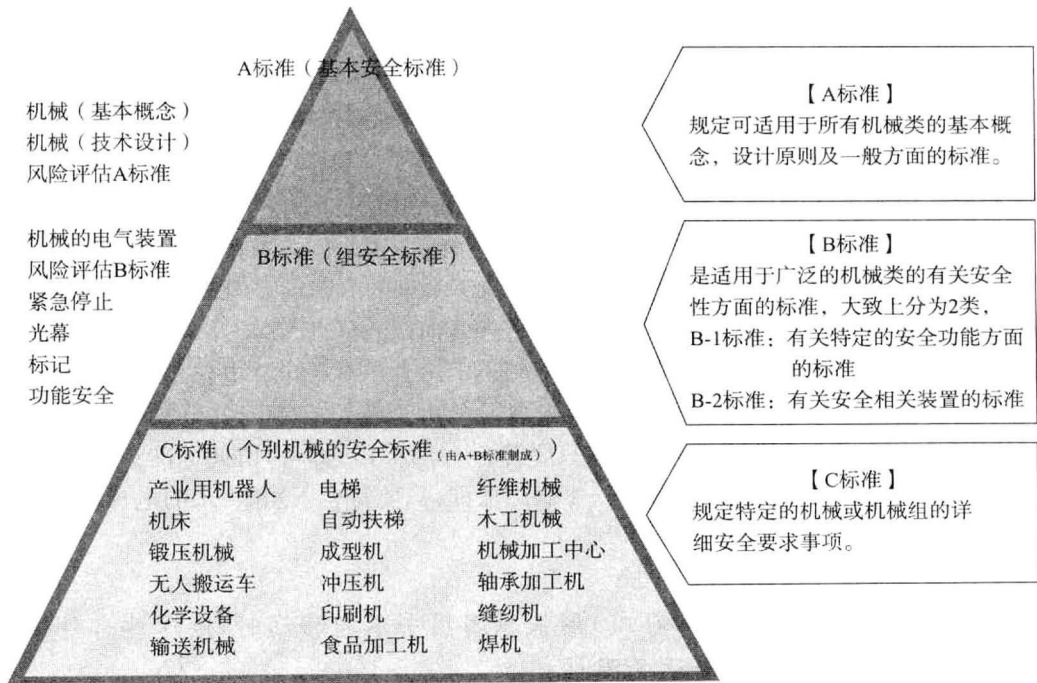 A标准（基本安全标准）
机械（基本概念）
机械（技术设计）
风险评估A标准
【A标准】
规定可适用于所有机械类的基本概
念，设计原则及一般方面的标准。
机械的电气装置
风险评估B标准
紧急停止
光幕
标记
功能安全
B标准（组安全标准）
【B标准】
是适用于广泛的机械类的有关安全
性方面的标准，大致上分为2类，
B-1标准：有关特定的安全功能方面
的标准
B-2标准：有关安全相关装置的标准
C标准（个别机械的安全标准（由A+B标准制成））
产业用机器人 电梯 纤维机械
机床 自动扶梯 木工机械
锻压机械 成型机 机械加工中心
无人搬运车 冲压机 轴承加工机
化学设备 印刷机 缝纫机
输送机械 食品加工机 焊机
【C标准】
规定特定的机械或机械组的详
细安全要求事项。